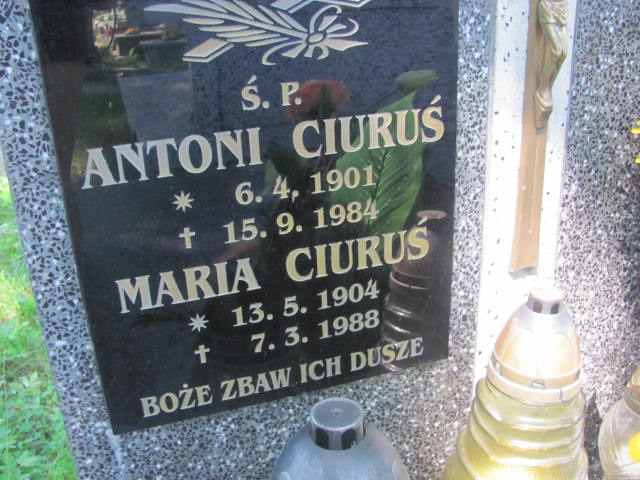 Ś. P.
ANTONI CIURUŚ
* 6. 4. 1901
† 15. 9. 1984
MARIA CIURUŚ
* 13. 5. 1904
† 7. 3. 1988
BOŻE ZBAW ICH DUSZE